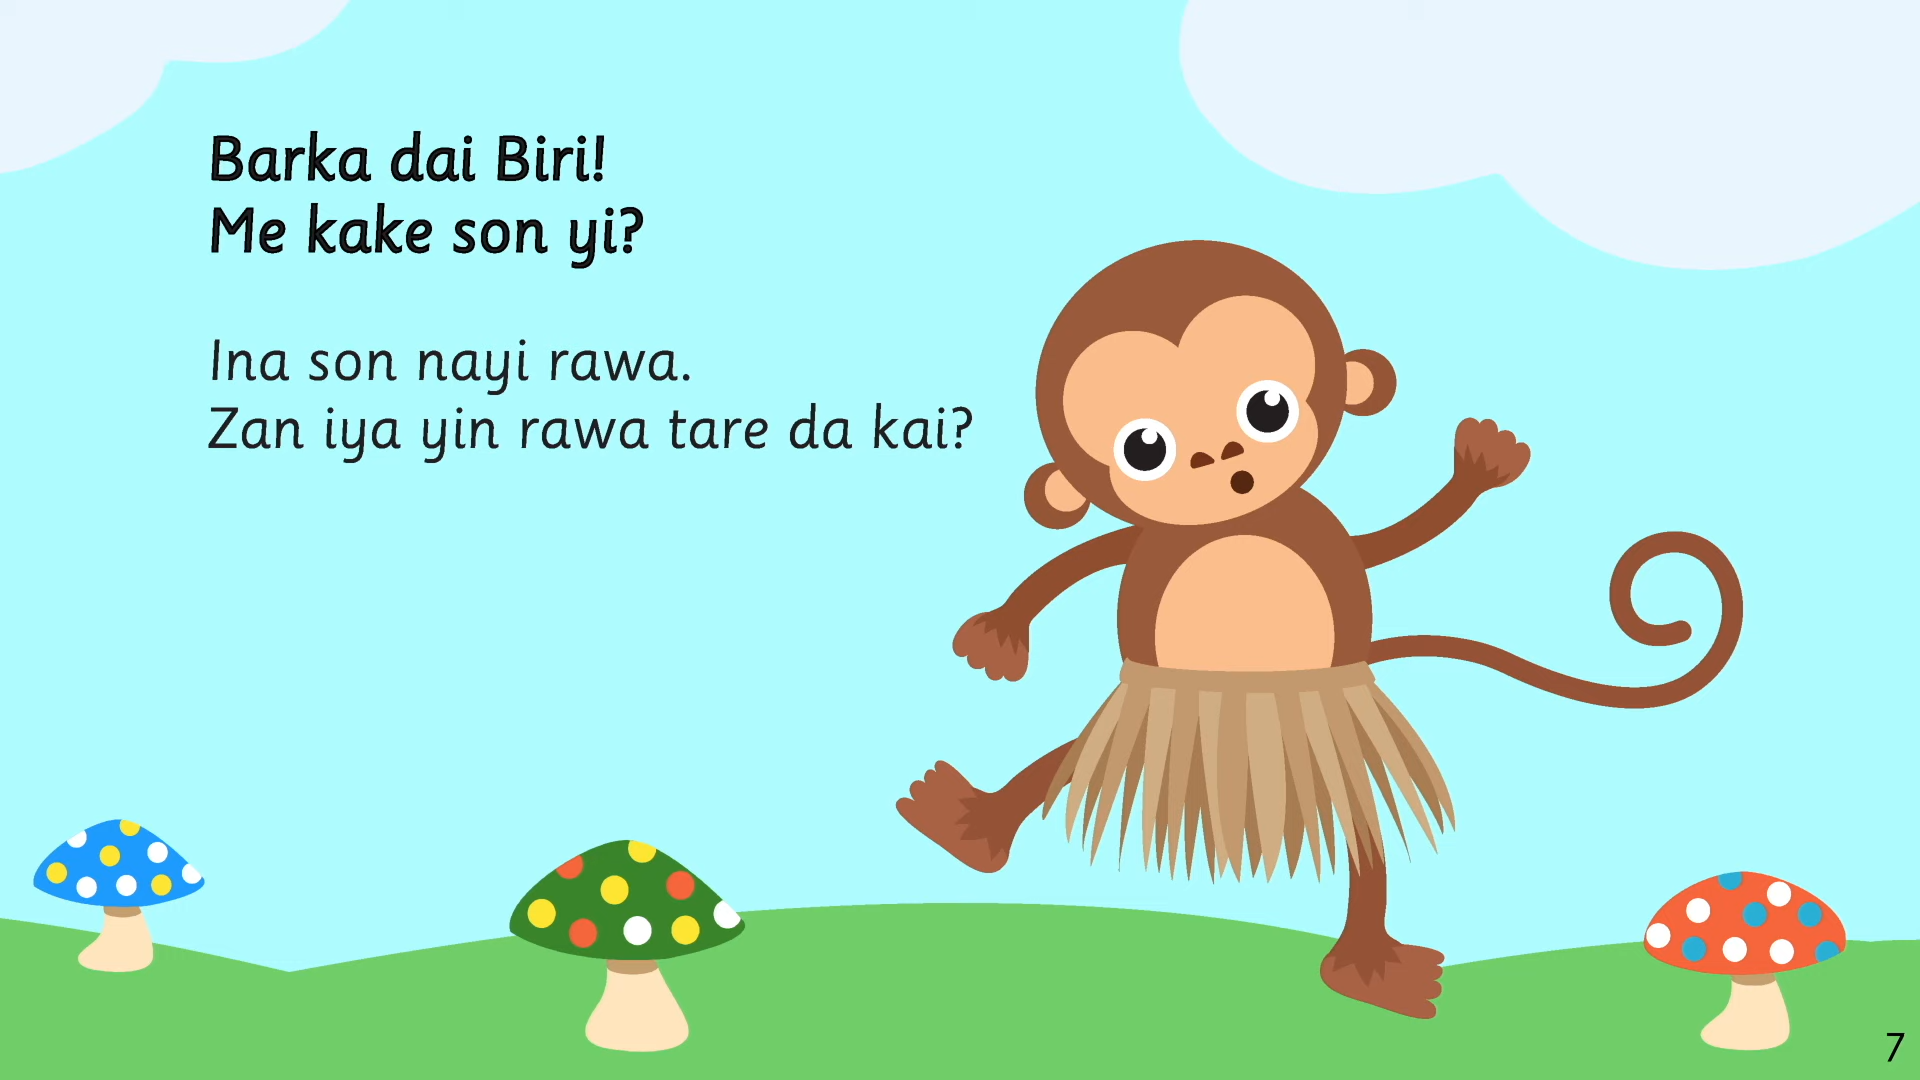 Barka dai Biri!
Me kake son yi?
Ina son nayi rawa.
Zan iya yin rawa tare da kai?
7